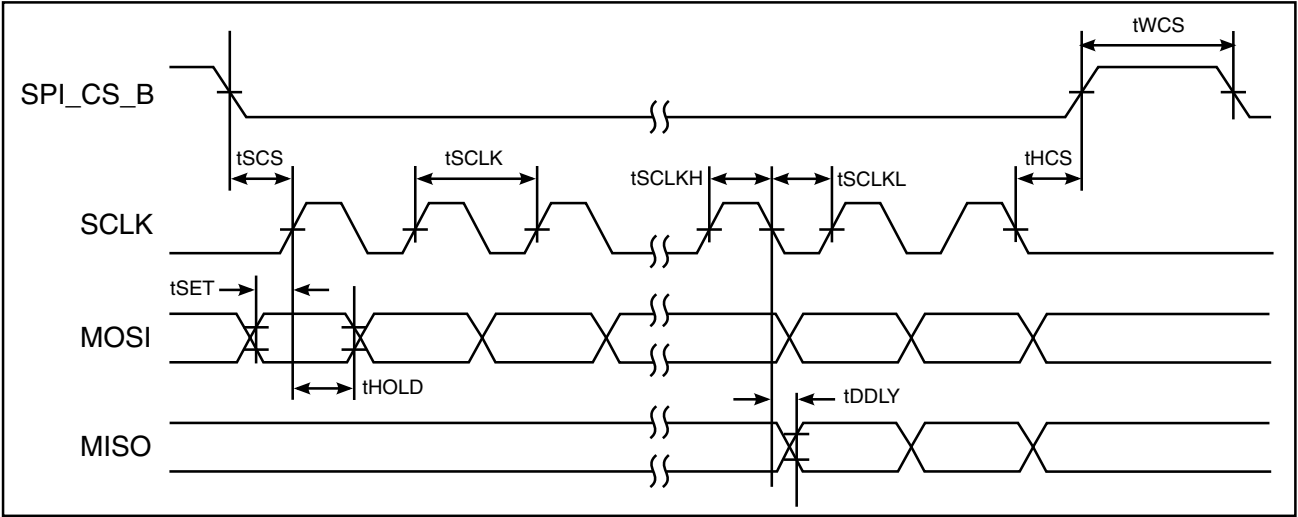 tWCS
SPI_CS_B
tSCS
tSCLK
tSCLKH
tSCLKL
tHCS
SCLK
tSET
MOSI
tHOLD
tDDLY
MISO